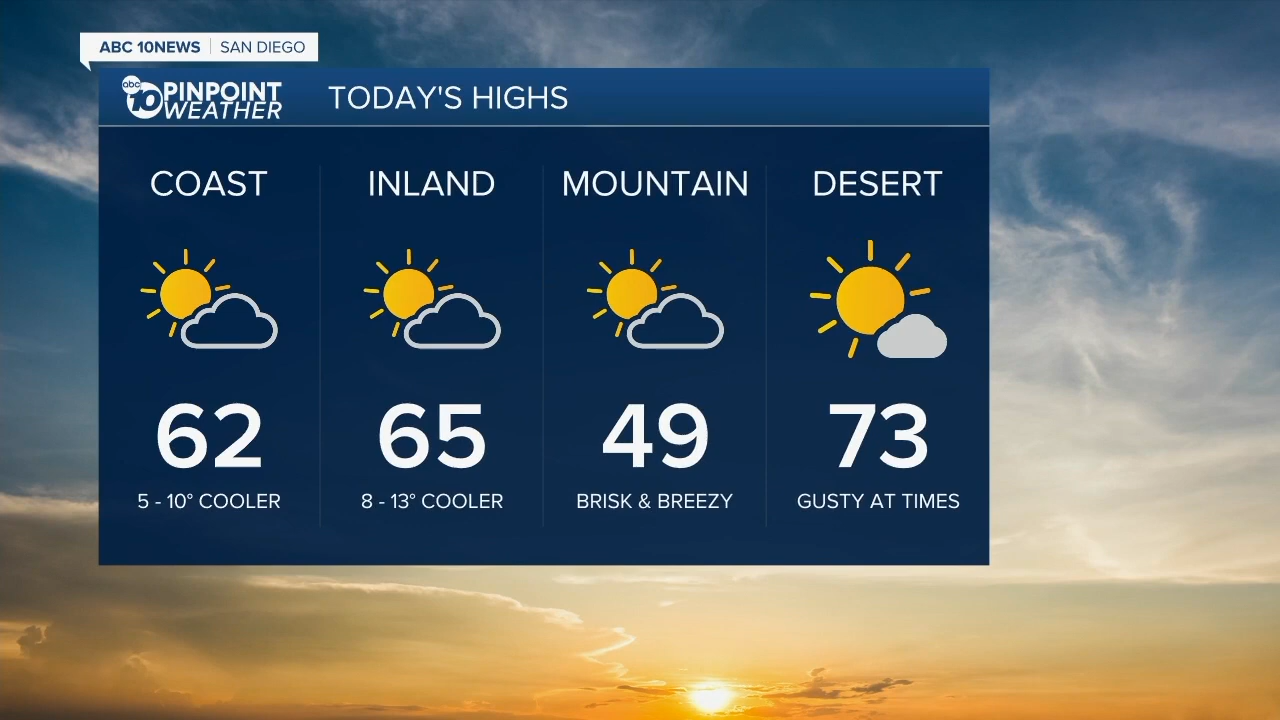 ABC 10NEWS | SAN DIEGO
abc 10 PINPOINT WEATHER
TODAY'S HIGHS
COAST
62
5 - 10° COOLER
INLAND
65
8 - 13° COOLER
MOUNTAIN
49
BRISK & BREEZY
DESERT
73
GUSTY AT TIMES